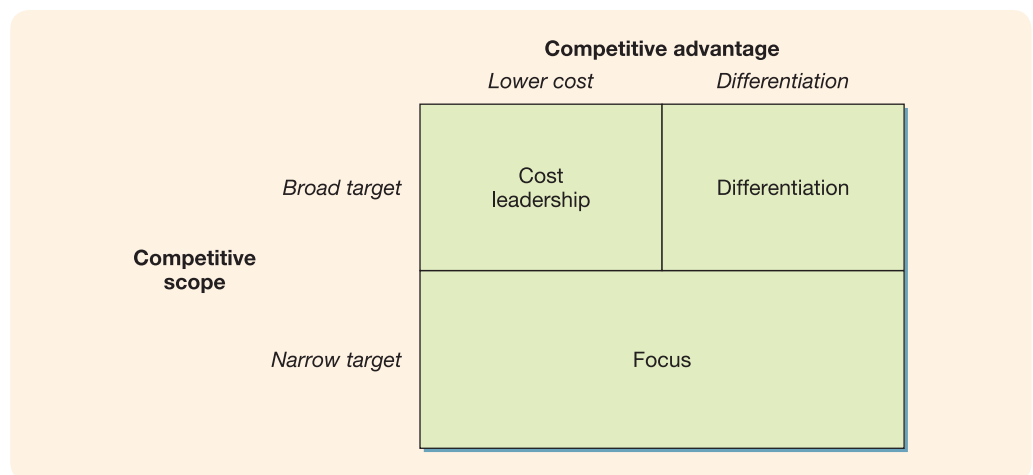 Competitive advantage
Lower cost
Differentiation
Broad target
Cost
leadership
Differentiation
Competitive
scope
Narrow target
Focus